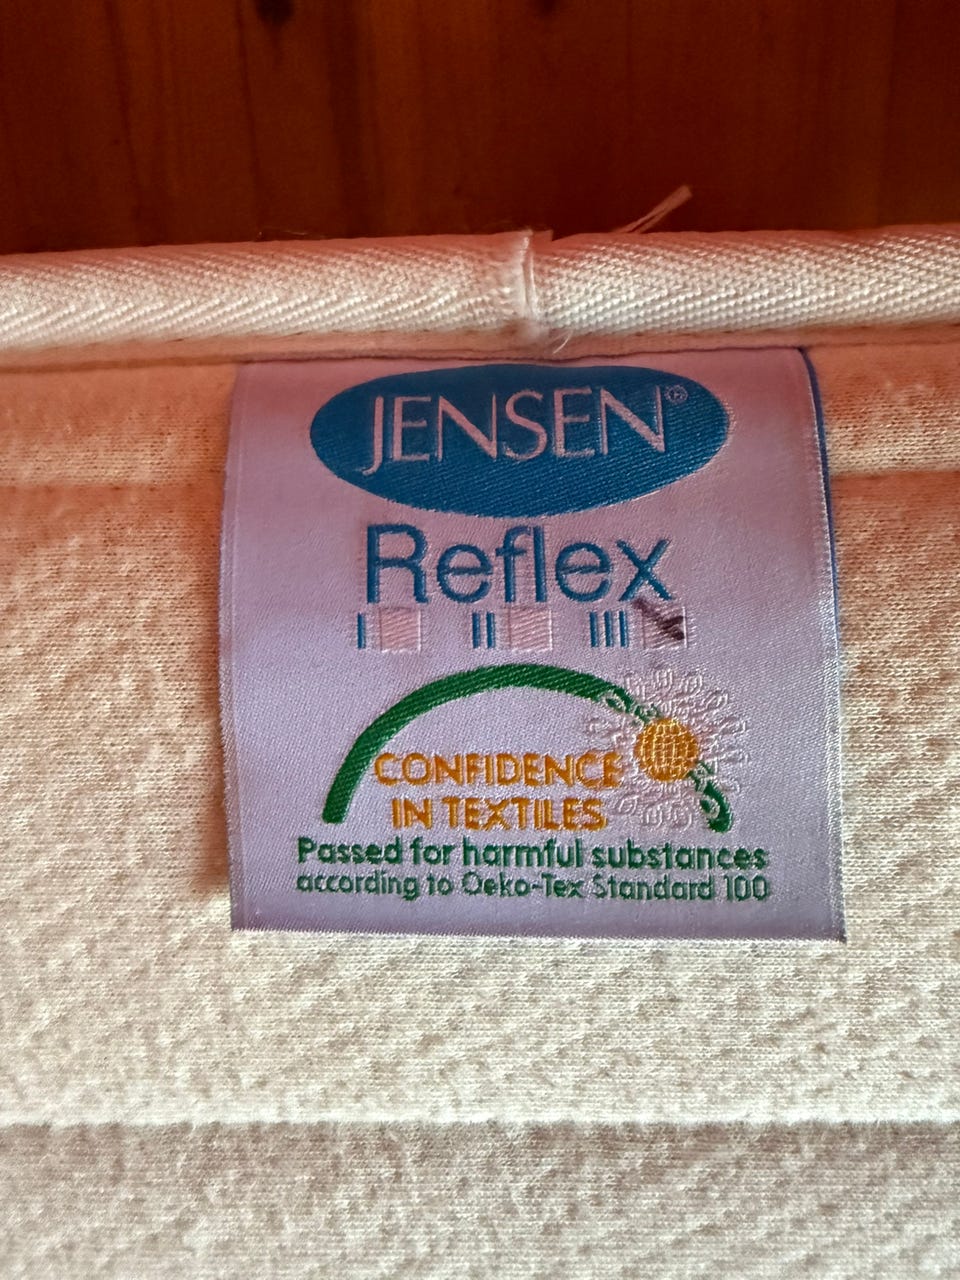 JENSEN®
Reflex
I II III X
CONFIDENCE
IN TEXTILES
Passed for harmful substances
according to Oeko-Tex Standard 100